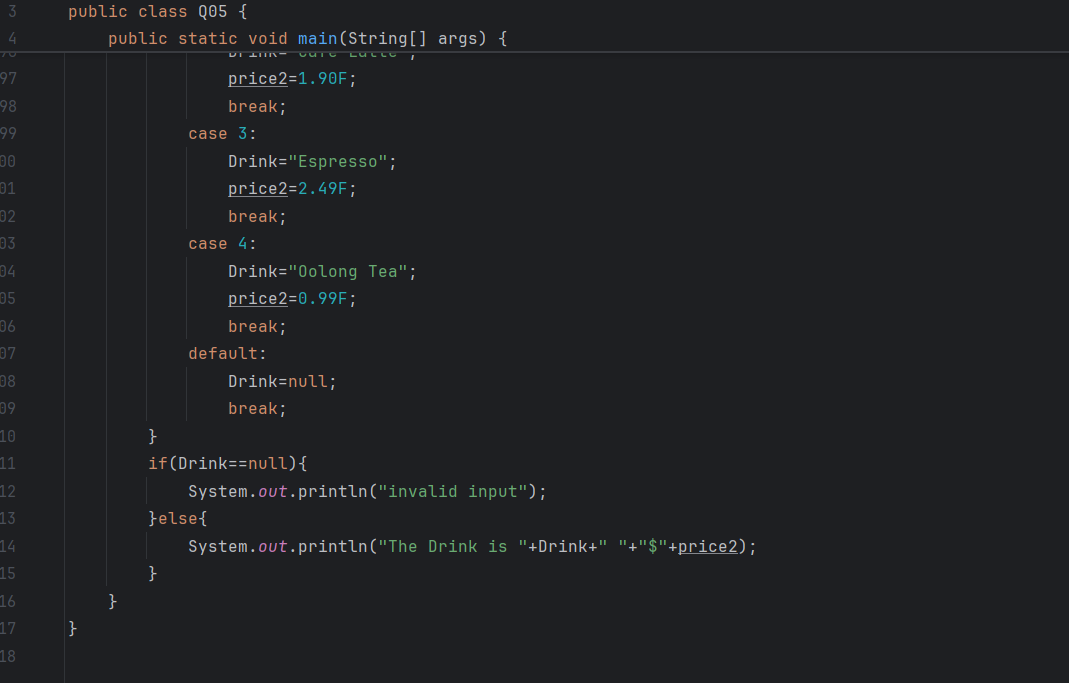 3 public class Q05 {
4 public static void main(String[] args) {
97 price2=1.90F;
98 break;
99 case 3:
00 Drink="Espresso";
01 price2=2.49F;
02 break;
03 case 4:
04 Drink="Oolong Tea";
05 price2=0.99F;
06 break;
07 default:
08 Drink=null;
09 break;
10 }
11 if(Drink==null){
12 System.out.println("invalid input");
13 }else{
14 System.out.println("The Drink is "+Drink+" "+"$"+price2);
15 }
16 }
17 }
18